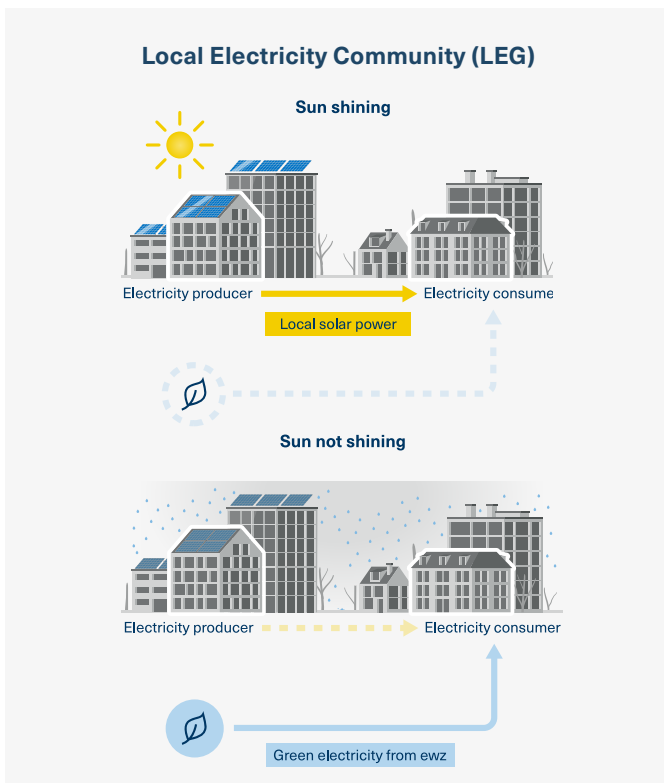 Local Electricity Community (LEG)
Sun shining
Electricity producer
Electricity consume
Local solar power
Sun not shining
Electricity producer
Electricity consumer
Green electricity from ewz